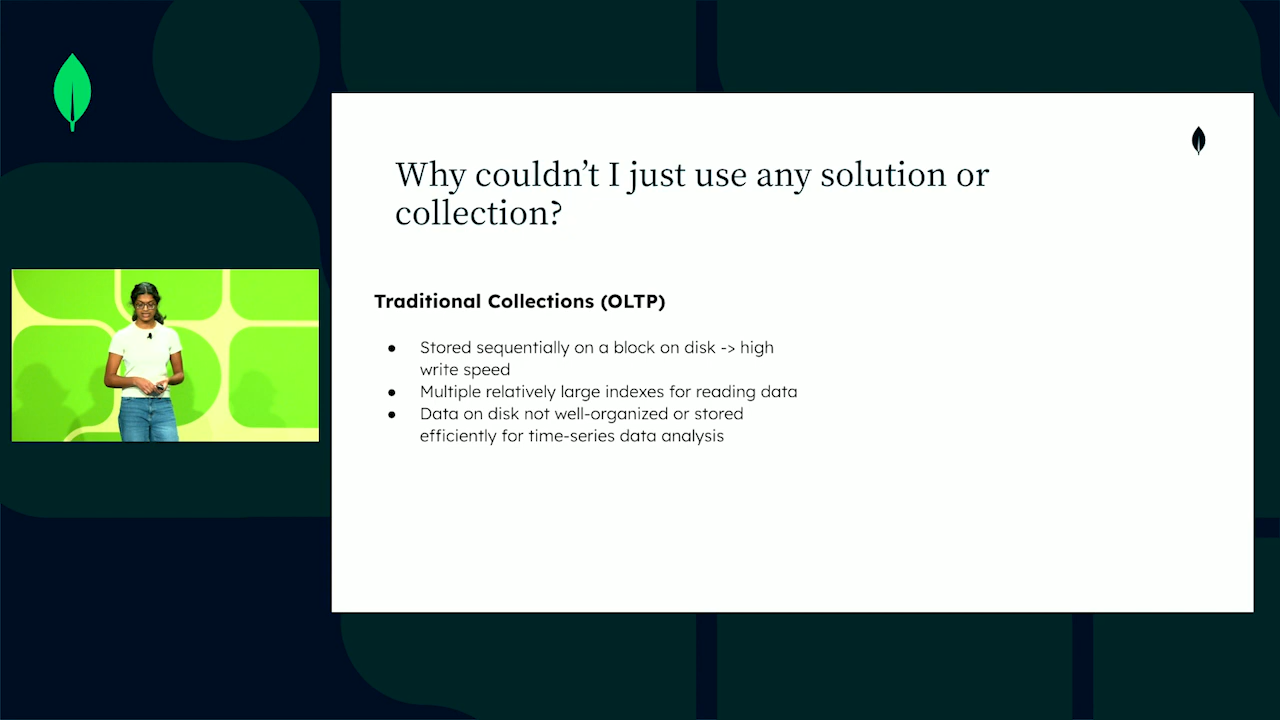 Why couldn’t I just use any solution or
collection?
Traditional Collections (OLTP)
● Stored sequentially on a block on disk -> high
write speed
● Multiple relatively large indexes for reading data
● Data on disk not well-organized or stored
efficiently for time-series data analysis